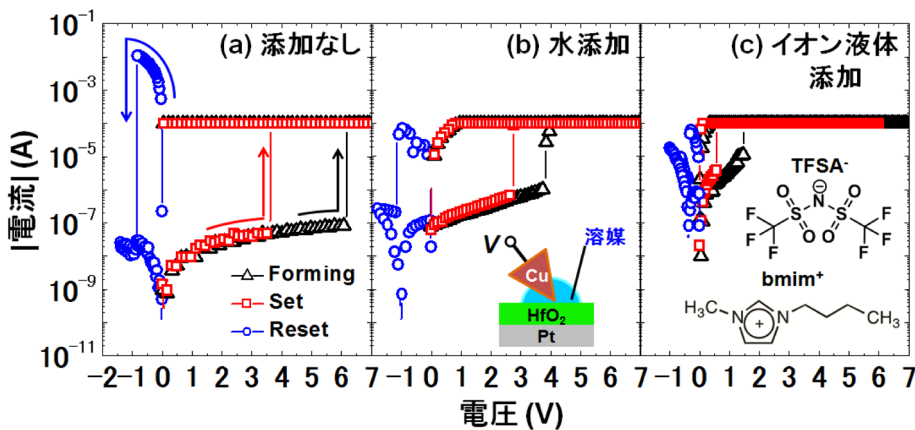 (a) 添加なし
(b) 水添加
(c) イオン液体
添加
|電流| (A)
10⁻¹
10⁻³
10⁻⁵
10⁻⁷
10⁻⁹
10⁻¹¹
Forming
Set
Reset
V
Cu
溶媒
HfO₂
Pt
TFSA⁻
O ⊖ O
S N S
F O O F
F F F F
bmim⁺
H₃C N + N CH₃
−2 −1 0 1 2 3 4 5 6 7
−1 0 1 2 3 4 5 6 7
−1 0 1 2 3 4 5 6 7
電圧 (V)